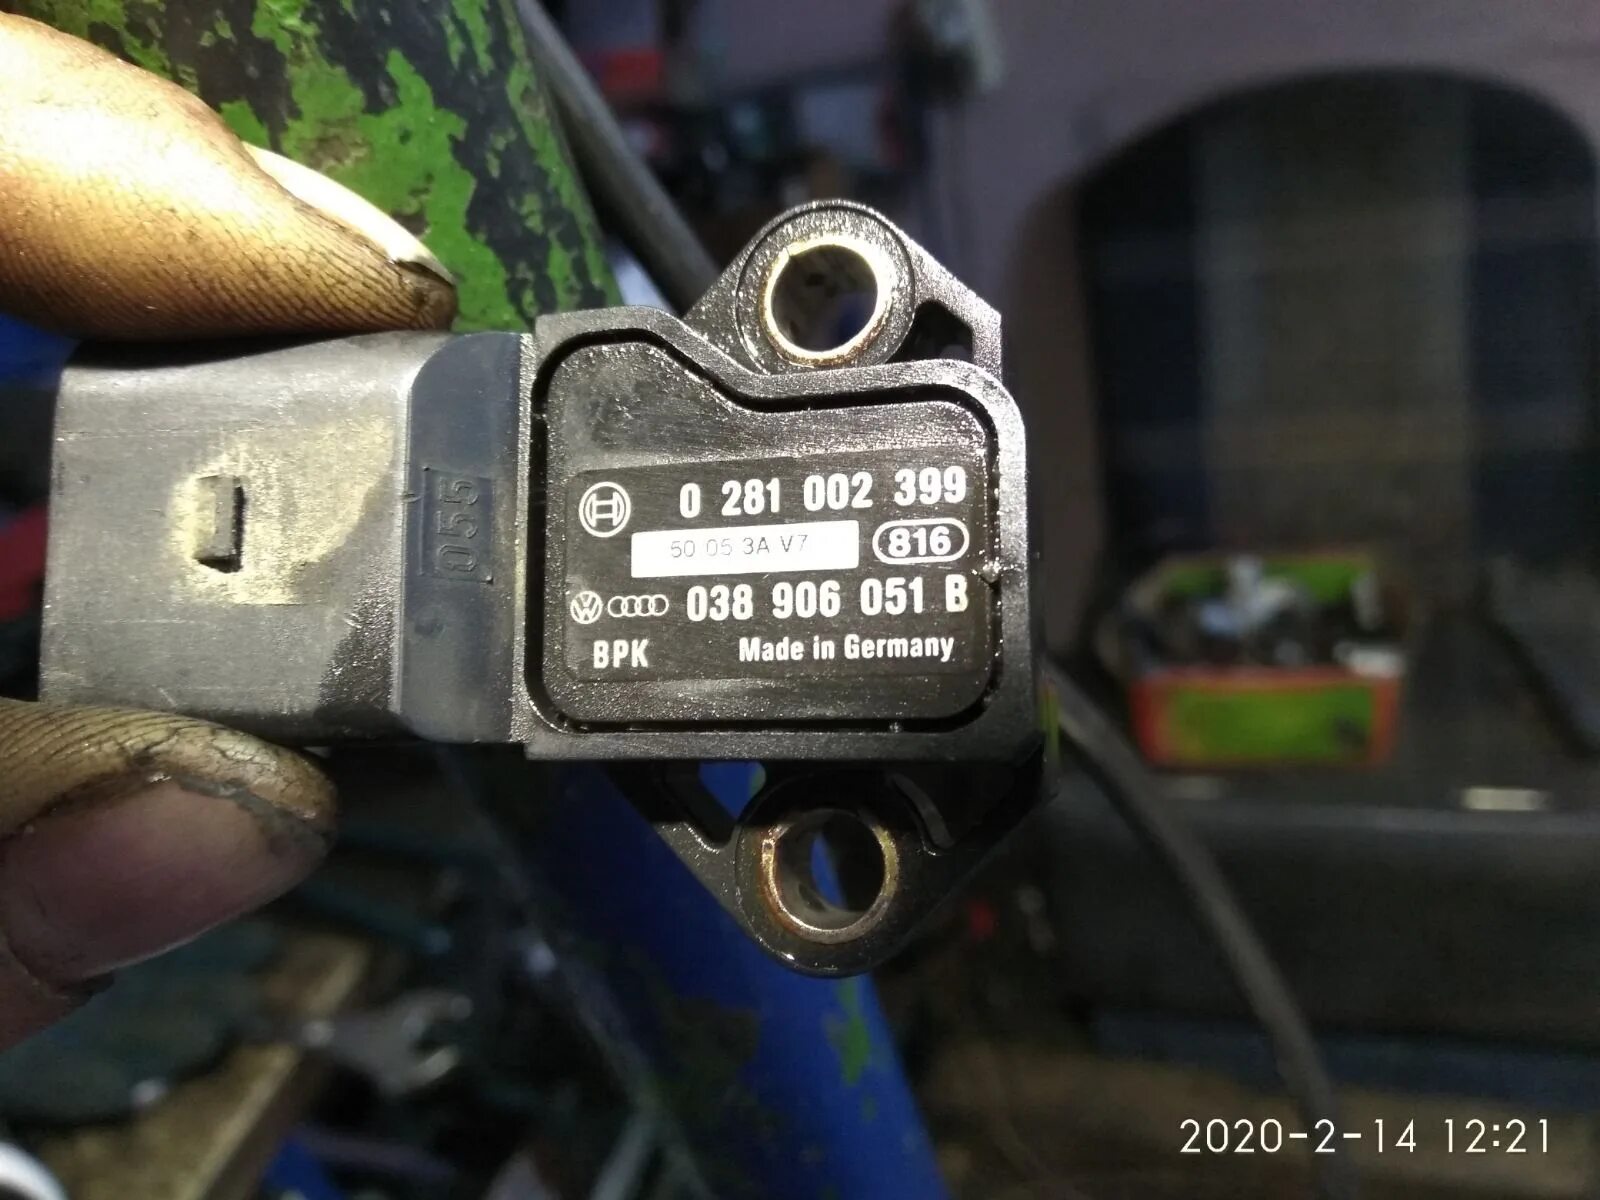 0 281 002 399
50 05 3A V7
816
038 906 051 B
BPK Made in Germany
055
2020-2-14 12:21